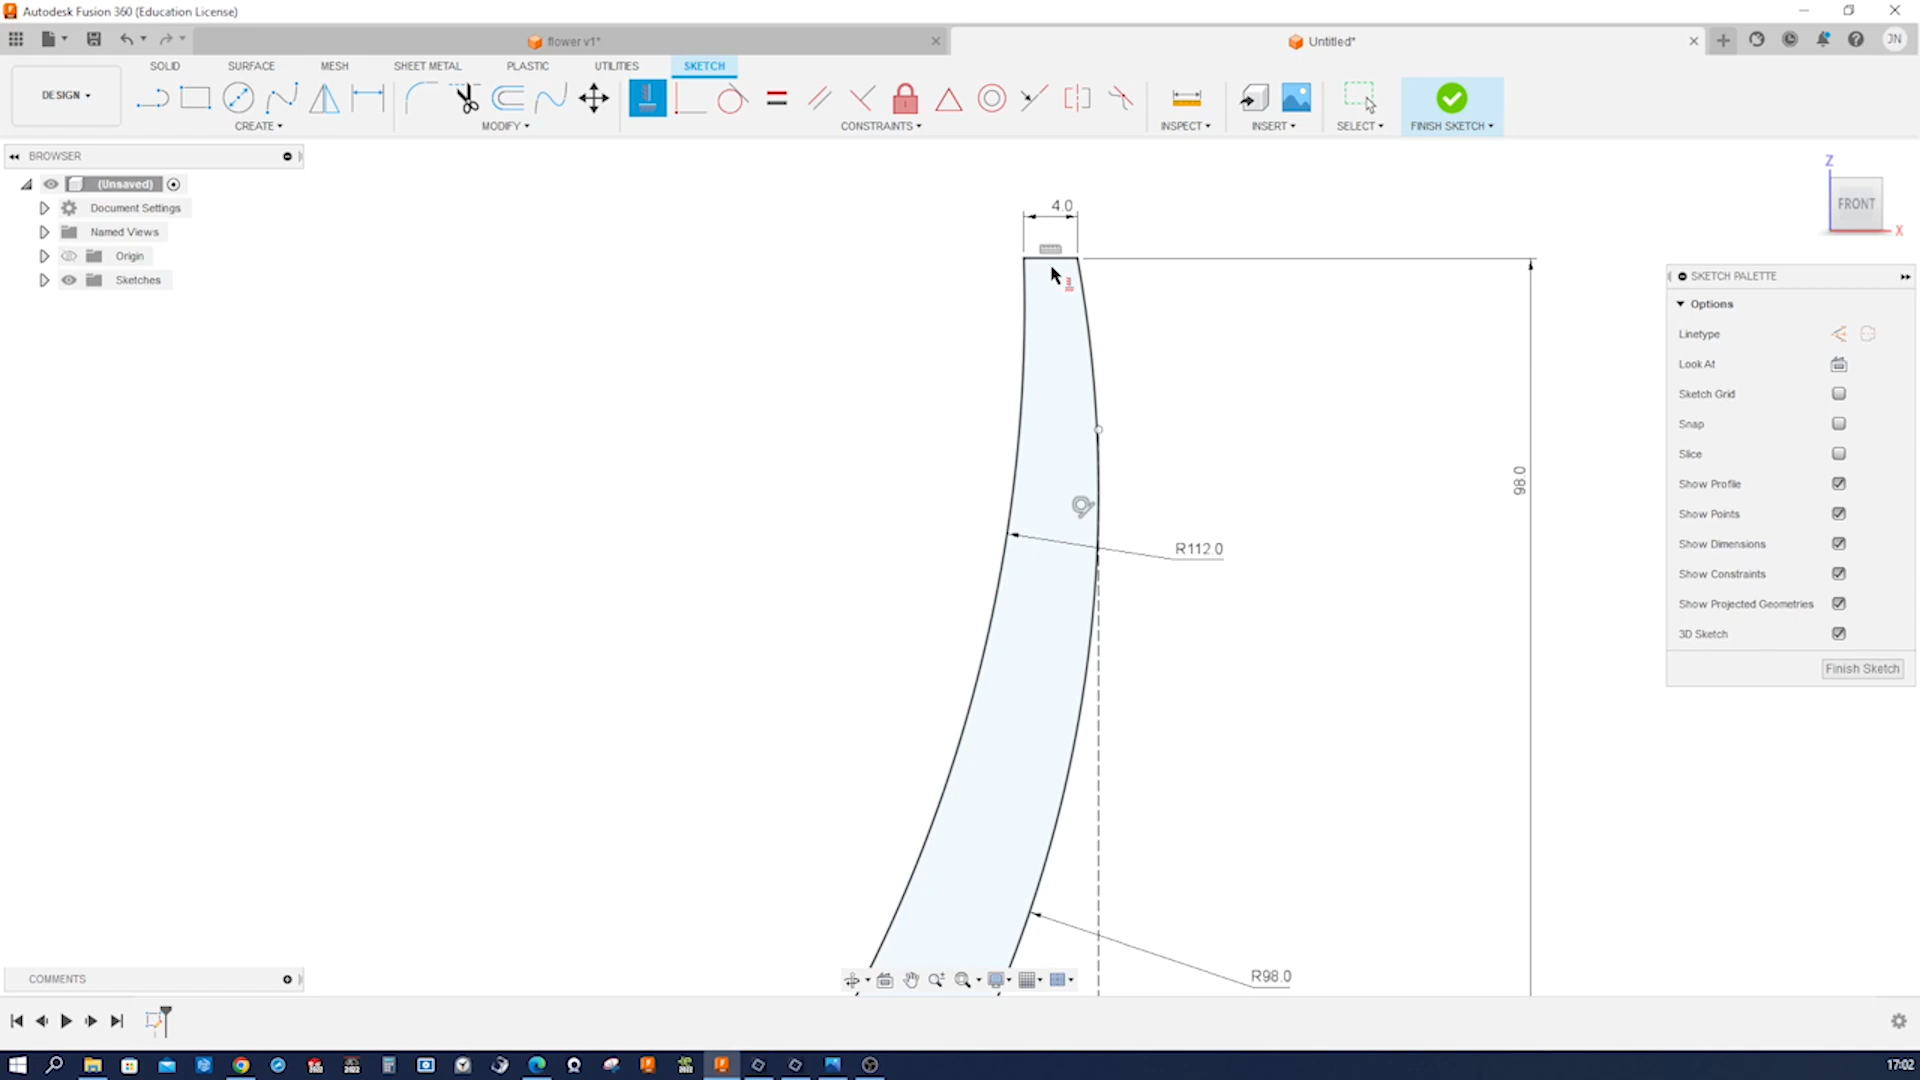 Autodesk Fusion 360 (Education License)
flower v1*
Untitled*
JN
SOLID
SURFACE
MESH
SHEET METAL
PLASTIC
UTILITIES
SKETCH
DESIGN
CREATE
MODIFY
CONSTRAINTS
INSPECT
INSERT
SELECT
FINISH SKETCH
BROWSER
(Unsaved)
Document Settings
Named Views
Origin
Sketches
Z
FRONT
X
4.0
98.0
R112.0
R98.0
SKETCH PALETTE
Options
Linetype
Look At
Sketch Grid
Snap
Slice
Show Profile
Show Points
Show Dimensions
Show Constraints
Show Projected Geometries
3D Sketch
Finish Sketch
COMMENTS
17:02